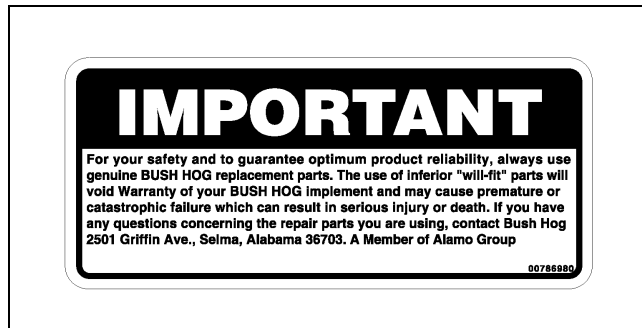 IMPORTANT
For your safety and to guarantee optimum product reliability, always use
genuine BUSH HOG replacement parts. The use of inferior "will-fit" parts will
void Warranty of your BUSH HOG implement and may cause premature or
catastrophic failure which can result in serious injury or death. If you have
any questions concerning the repair parts you are using, contact Bush Hog
2501 Griffin Ave., Selma, Alabama 36703. A Member of Alamo Group
00786980